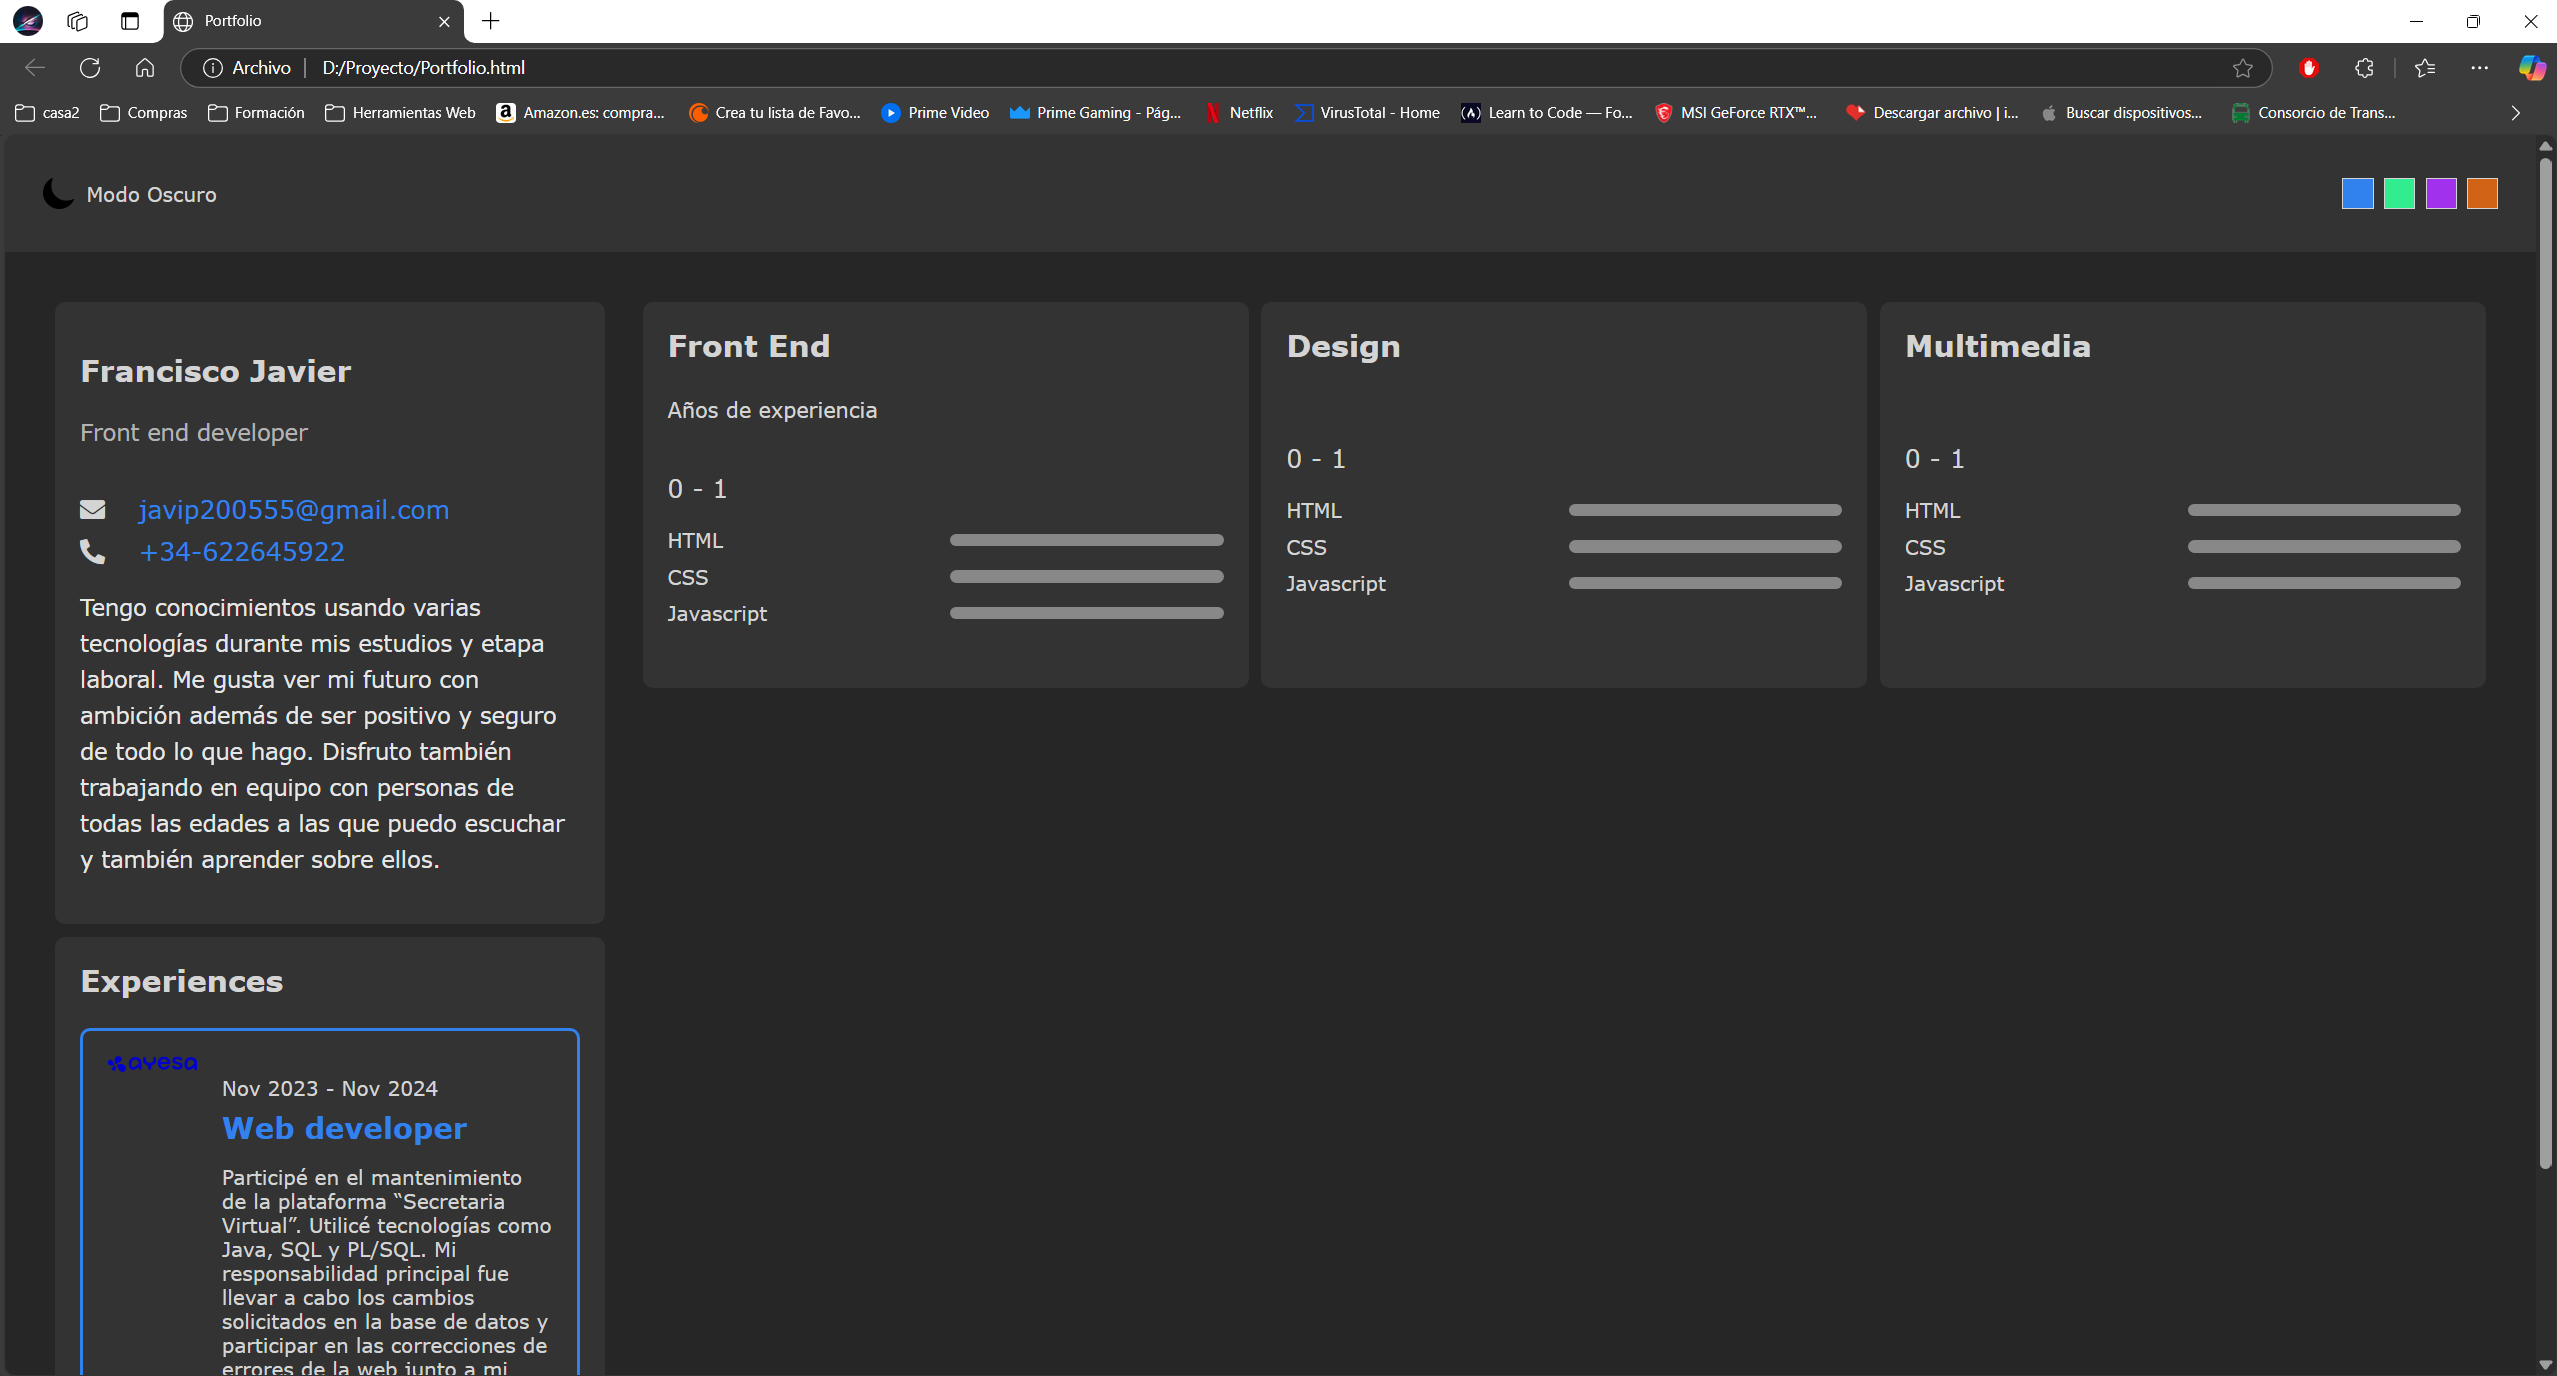 Portfolio
Archivo
D:/Proyecto/Portfolio.html
casa2
Compras
Formación
Herramientas Web
Amazon.es: compra...
Crea tu lista de Favo...
Prime Video
Prime Gaming - Pág...
Netflix
VirusTotal - Home
Learn to Code — Fo...
MSI GeForce RTX™...
Descargar archivo | i...
Buscar dispositivos...
Consorcio de Trans...
Modo Oscuro
Francisco Javier
Front end developer
javip200555@gmail.com
+34-622645922
Tengo conocimientos usando varias
tecnologías durante mis estudios y etapa
laboral. Me gusta ver mi futuro con
ambición además de ser positivo y seguro
de todo lo que hago. Disfruto también
trabajando en equipo con personas de
todas las edades a las que puedo escuchar
y también aprender sobre ellos.
Experiences
ayesa
Nov 2023 - Nov 2024
Web developer
Participé en el mantenimiento
de la plataforma “Secretaria
Virtual”. Utilicé tecnologías como
Java, SQL y PL/SQL. Mi
responsabilidad principal fue
llevar a cabo los cambios
solicitados en la base de datos y
participar en las correcciones de
errores de la web junto a mi
Front End
Años de experiencia
0 - 1
HTML
CSS
Javascript
Design
0 - 1
HTML
CSS
Javascript
Multimedia
0 - 1
HTML
CSS
Javascript